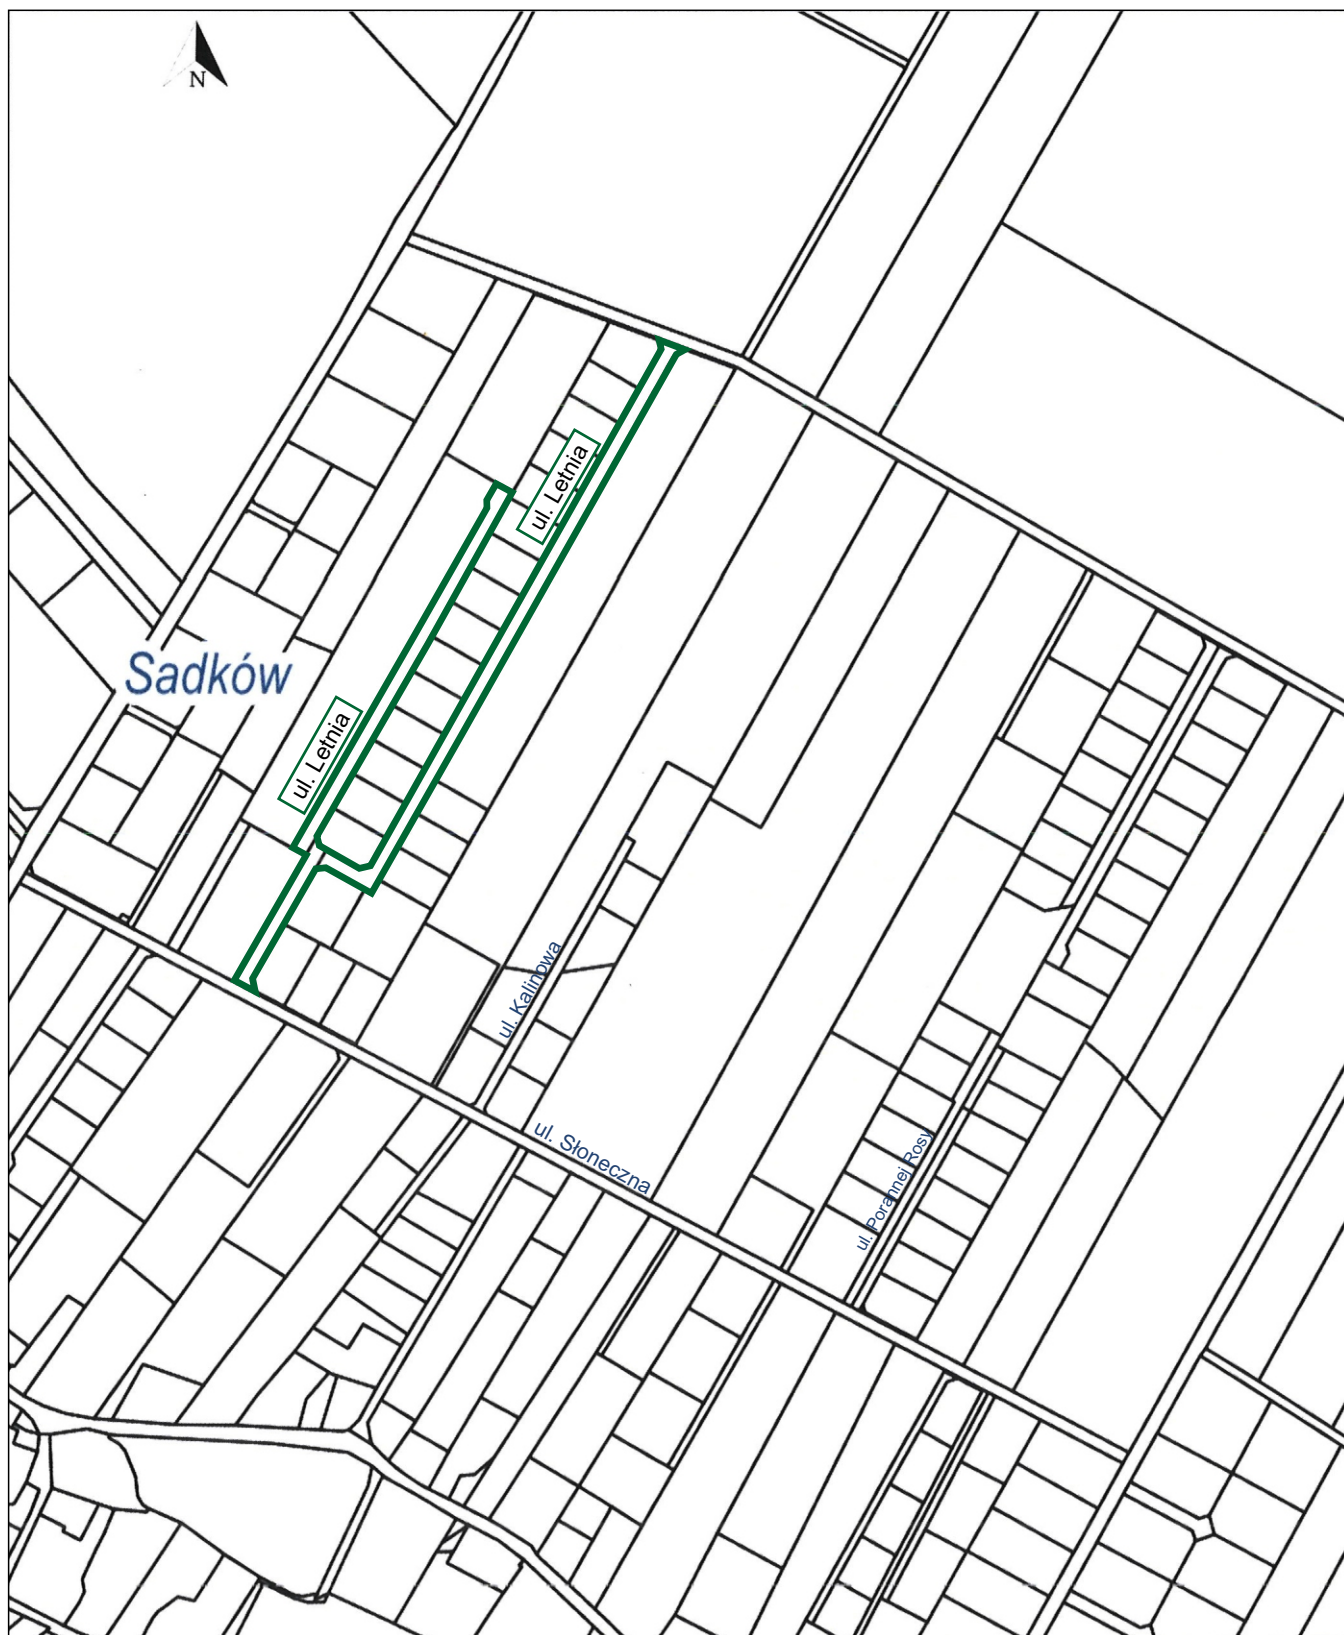 N
ul. Letnia
Sadków
ul. Letnia
ul. Kalinowa
ul. Słoneczna
ul. Porannej Rosy